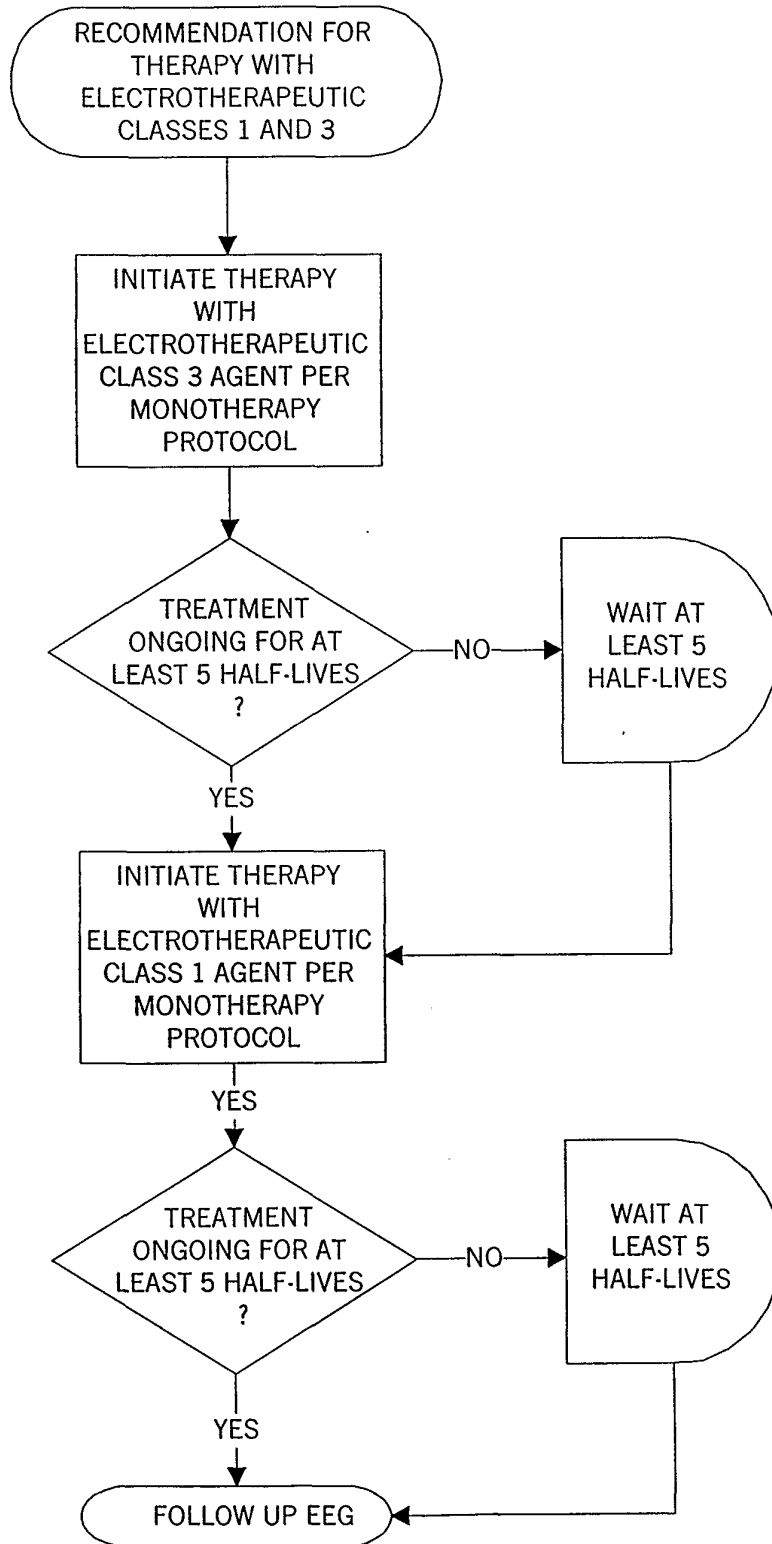 RECOMMENDATION FOR
THERAPY WITH
ELECTROTHERAPEUTIC
CLASSES 1 AND 3
INITIATE THERAPY
WITH
ELECTROTHERAPEUTIC
CLASS 3 AGENT PER
MONOTHERAPY
PROTOCOL
TREATMENT
ONGOING FOR AT
LEAST 5 HALF-LIVES
?
NO
WAIT AT
LEAST 5
HALF-LIVES
YES
INITIATE THERAPY
WITH
ELECTROTHERAPEUTIC
CLASS 1 AGENT PER
MONOTHERAPY
PROTOCOL
YES
TREATMENT
ONGOING FOR AT
LEAST 5 HALF-LIVES
?
NO
WAIT AT
LEAST 5
HALF-LIVES
YES
FOLLOW UP EEG